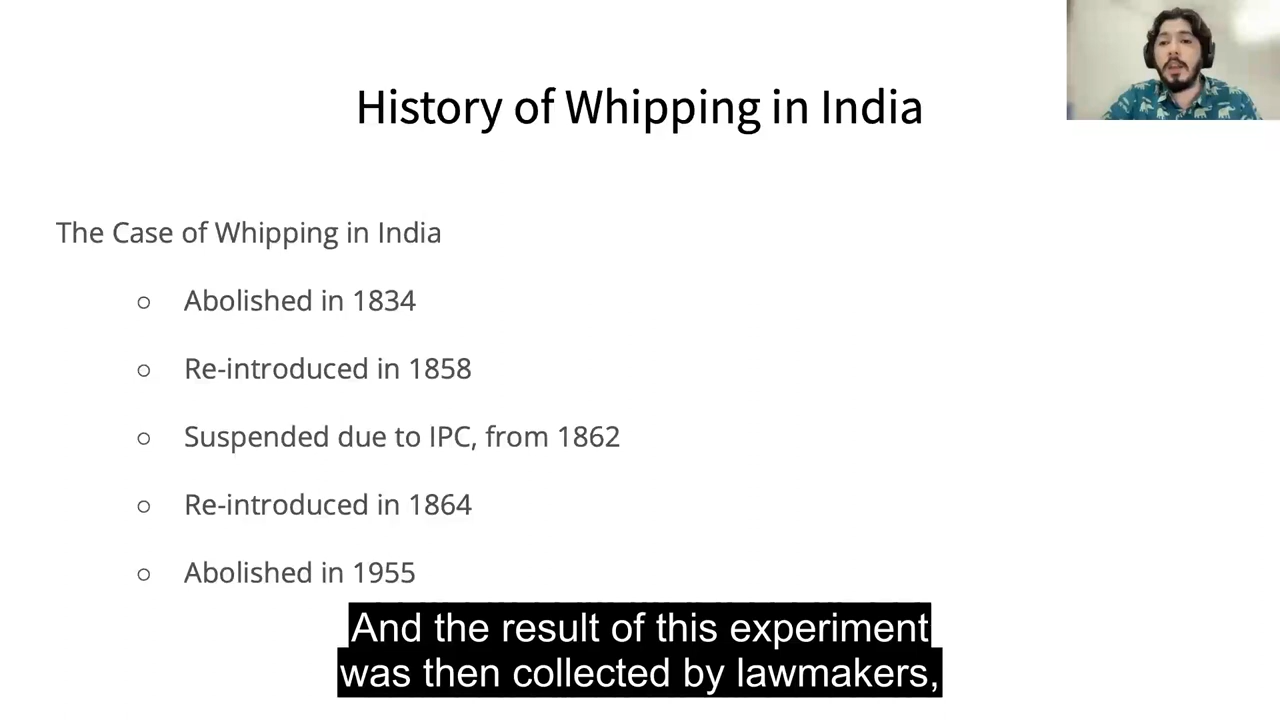 History of Whipping in India
The Case of Whipping in India
○ Abolished in 1834
○ Re-introduced in 1858
○ Suspended due to IPC, from 1862
○ Re-introduced in 1864
○ Abolished in 1955
And the result of this experiment
was then collected by lawmakers,